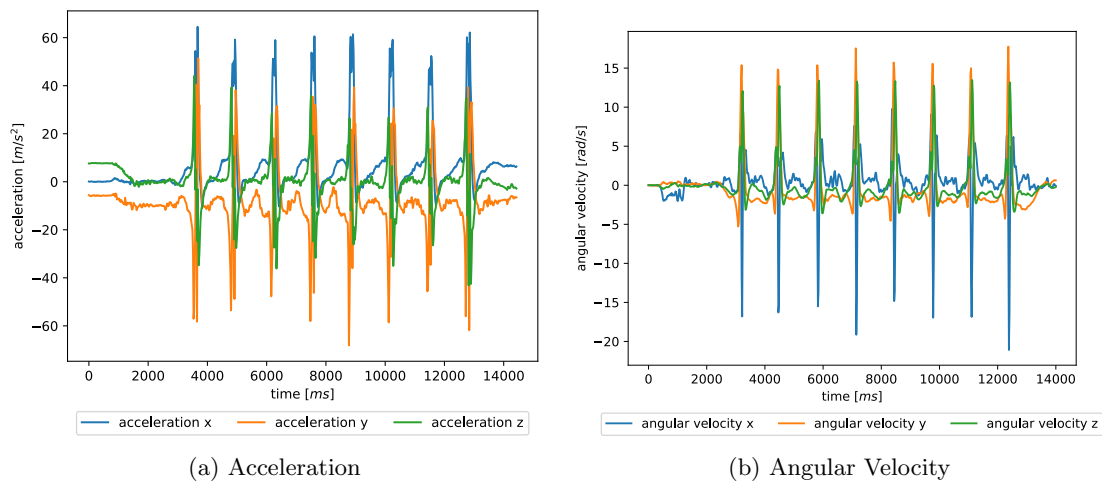 acceleration [m/s²]
60
40
20
0
−20
−40
−60
0 2000 4000 6000 8000 10000 12000 14000
time [ms]
acceleration x acceleration y acceleration z
(a) Acceleration
angular velocity [rad/s]
15
10
5
0
−5
−10
−15
−20
0 2000 4000 6000 8000 10000 12000 14000
time [ms]
angular velocity x angular velocity y angular velocity z
(b) Angular Velocity